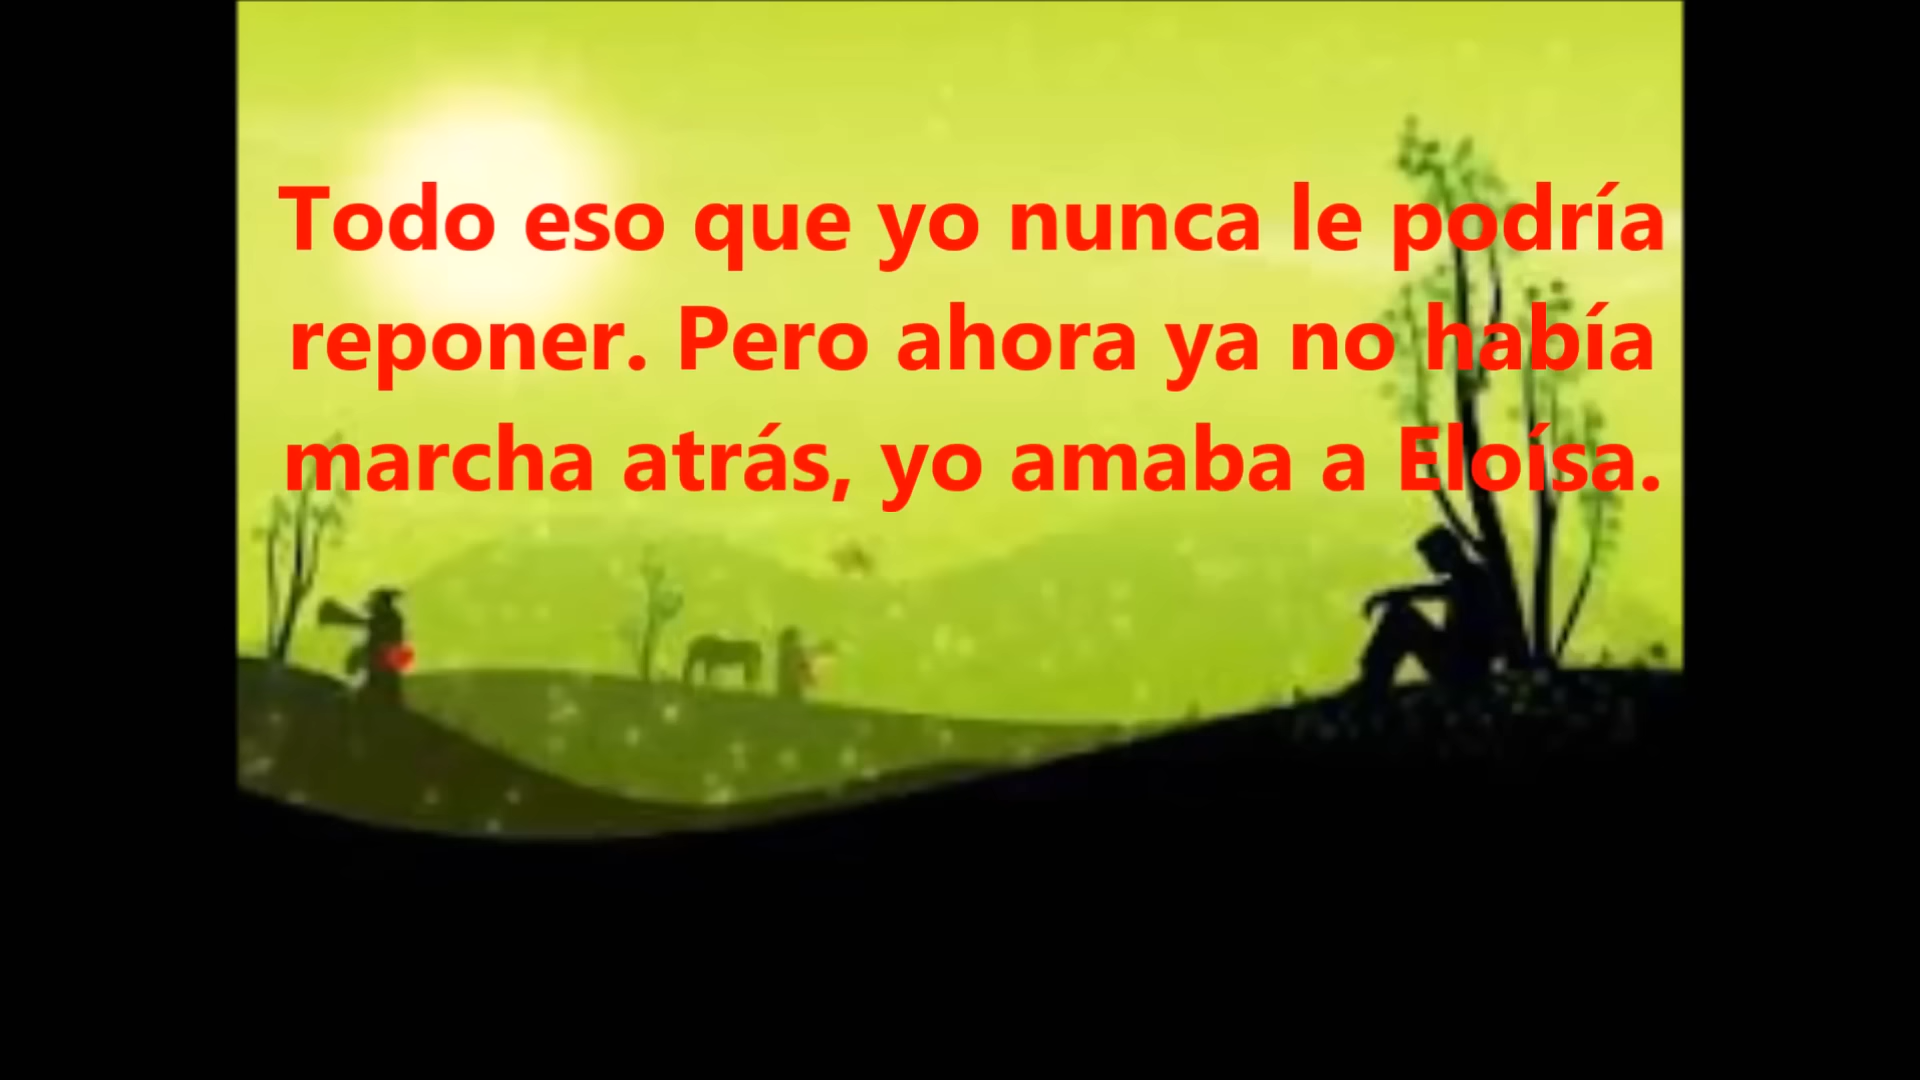 Todo eso que yo nunca le podría
reponer. Pero ahora ya no había
marcha atrás, yo amaba a Eloísa.